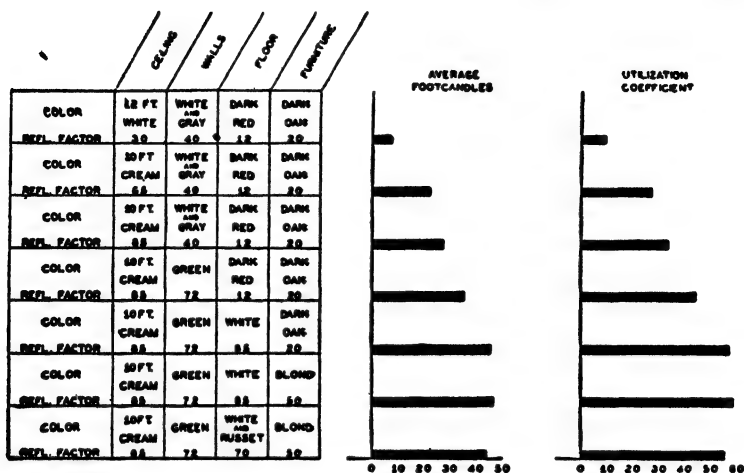 CEILING WALLS FLOOR FURNITURE
AVERAGE FOOTCANDLES
UTILIZATION COEFFICIENT
COLOR 12 FT. WHITE WHITE AND GRAY DARK RED DARK OAK
REFL. FACTOR 30 40 12 20
COLOR 10 FT. CREAM WHITE AND GRAY DARK RED DARK OAK
REFL. FACTOR 40 12 20
COLOR 10 FT. CREAM WHITE AND GRAY DARK RED DARK OAK
REFL. FACTOR 40 12 20
COLOR 10 FT. CREAM GREEN DARK RED DARK OAK
REFL. FACTOR 72 12 20
COLOR 10 FT. CREAM GREEN WHITE DARK OAK
REFL. FACTOR 72 20
COLOR 10 FT. CREAM GREEN WHITE BLOND
REFL. FACTOR 72 50
COLOR 10 FT. CREAM GREEN WHITE AND RUSSET BLOND
REFL. FACTOR 72 70 50
0 10 20 30 40 50
0 10 20 30 40 50 60